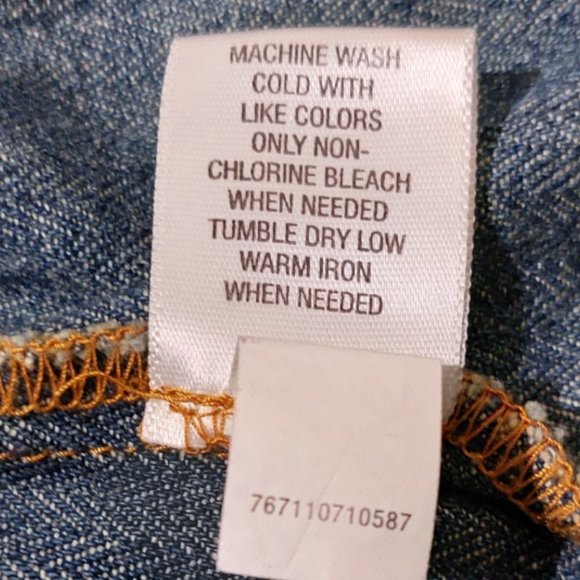 MACHINE WASH
COLD WITH
LIKE COLORS
ONLY NON-
CHLORINE BLEACH
WHEN NEEDED
TUMBLE DRY LOW
WARM IRON
WHEN NEEDED
767110710587